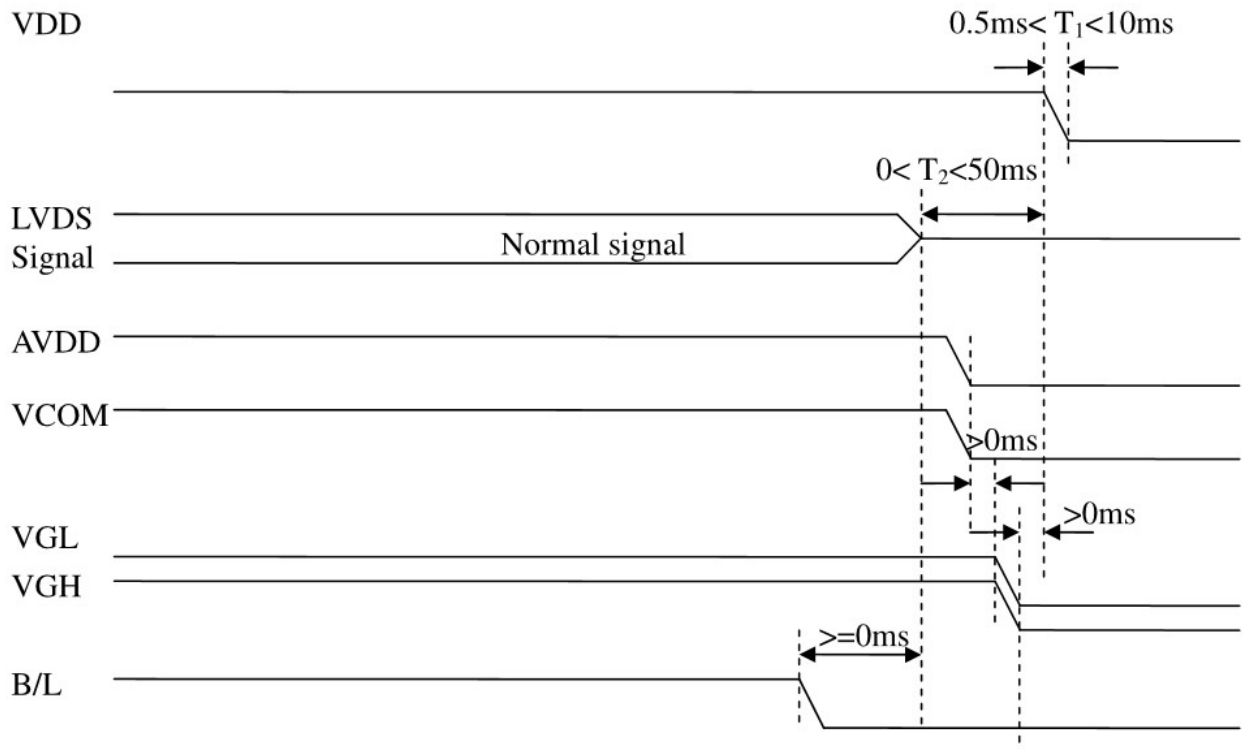 VDD
0.5ms< T₁<10ms
0< T₂<50ms
LVDS
Signal
Normal signal
AVDD
VCOM
>0ms
>0ms
VGL
VGH
>=0ms
B/L